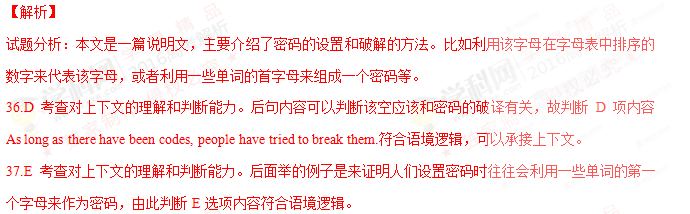 【解析】
试题分析：本文是一篇说明文，主要介绍了密码的设置和破解的方法。比如利用该字母在字母表中排序的
数字来代表该字母，或者利用一些单词的首字母来组成一个密码等。
36.D 考查对上下文的理解和判断能力。后句内容可以判断该空应该和密码的破译有关，故判断 D 项内容
As long as there have been codes, people have tried to break them.符合语境逻辑，可以承接上下文。
37.E 考查对上下文的理解和判断能力。后面举的例子是来证明人们设置密码时往往会利用一些单词的第一
个字母来作为密码，由此判断 E 选项内容符合语境逻辑。